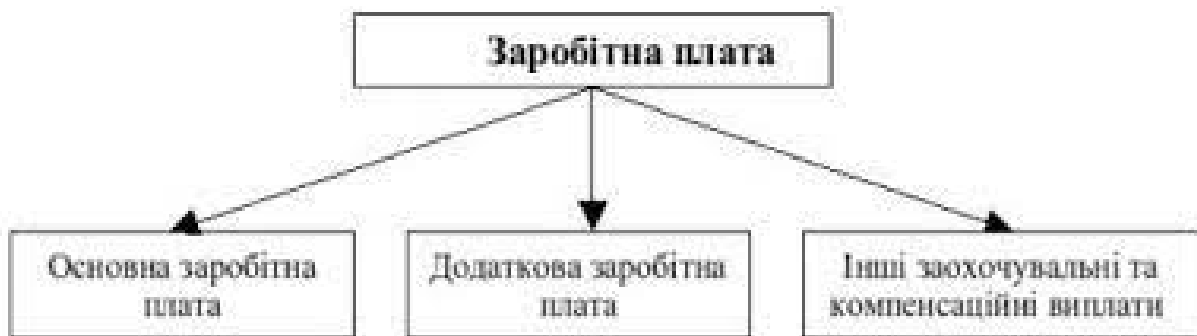 Заробітна плата
Основна заробітна
плата
Додаткова заробітна
плата
Інші заохочувальні та
компенсаційні виплати